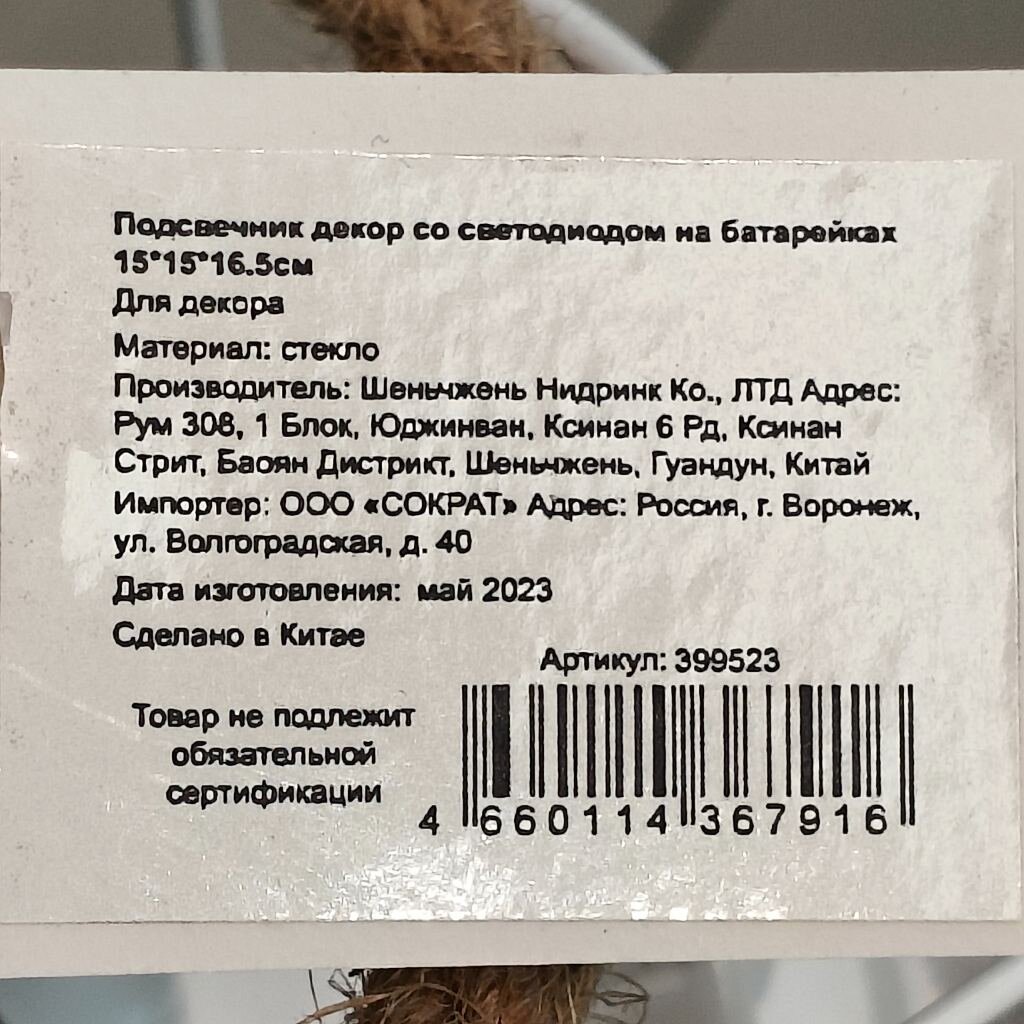 Подсвечник декор со светодиодом на батарейках
15*15*16.5см
Для декора
Материал: стекло
Производитель: Шеньчжень Нидринк Ко., ЛТД Адрес:
Рум 308, 1 Блок, Юджинван, Ксинан 6 Рд, Ксинан
Стрит, Баоян Дистрикт, Шеньчжень, Гуандун, Китай
Импортер: ООО «СОКРАТ» Адрес: Россия, г. Воронеж,
ул. Волгоградская, д. 40
Дата изготовления: май 2023
Сделано в Китае
Артикул: 399523
Товар не подлежит
обязательной
сертификации
4 660114 367916